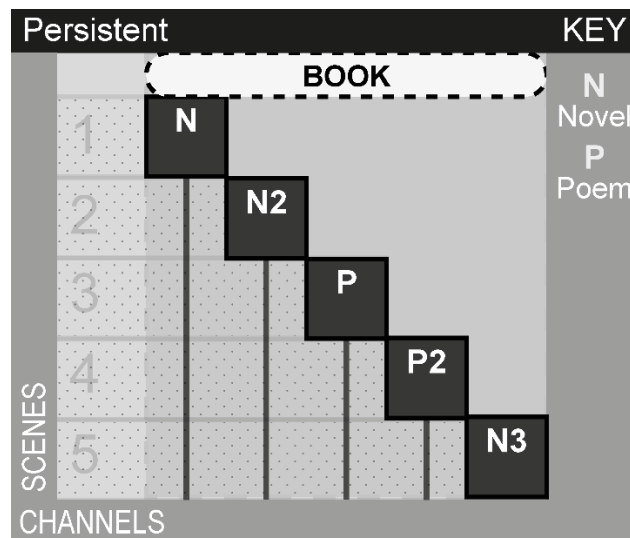 Persistent
KEY
BOOK
N
Novel
P
Poem
1
N
2
N2
3
P
4
P2
5
N3
SCENES
CHANNELS